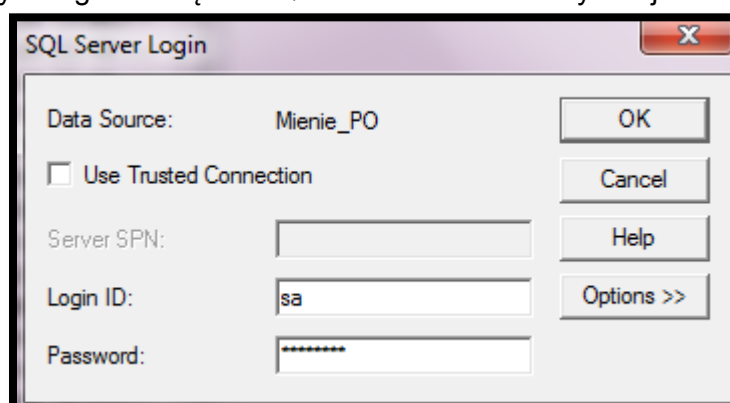 SQL Server Login
Data Source: Mienie_PO OK
Use Trusted Connection Cancel
Server SPN: Help
Login ID: sa Options >>
Password: ********